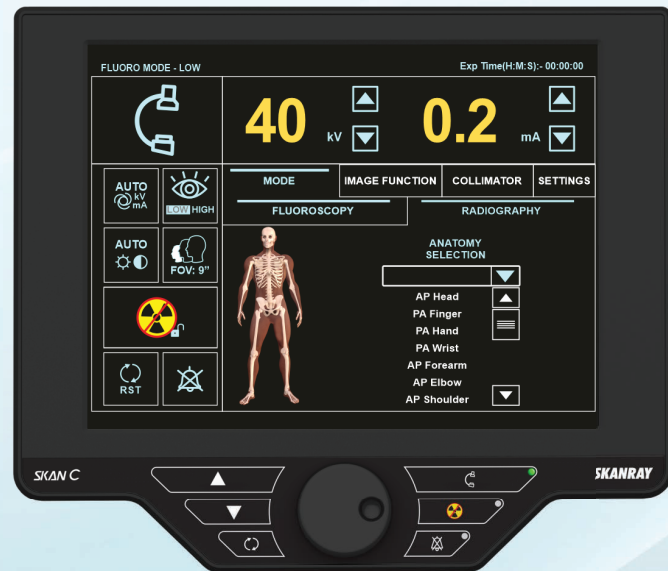 FLUORO MODE - LOW
Exp Time(H:M:S):- 00:00:00
40 kV
0.2 mA
AUTO
kV
mA
LOW HIGH
MODE
IMAGE FUNCTION
COLLIMATOR
SETTINGS
FLUOROSCOPY
RADIOGRAPHY
AUTO
FOV: 9”
ANATOMY
SELECTION
AP Head
PA Finger
PA Hand
PA Wrist
AP Forearm
AP Elbow
AP Shoulder
RST
SKAN C
SKANRAY